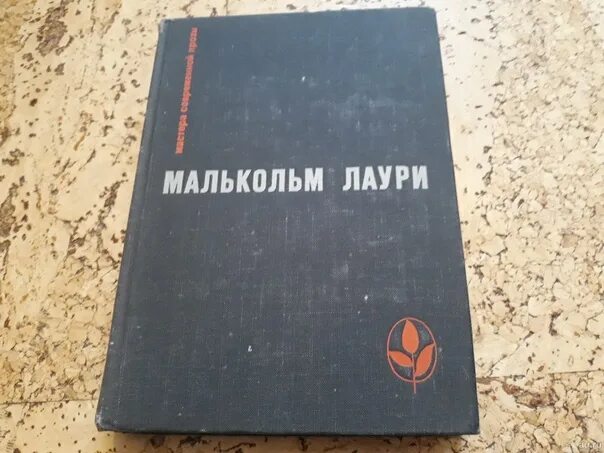 мастера современной прозы
МАЛЬКОЛЬМ ЛАУРИ